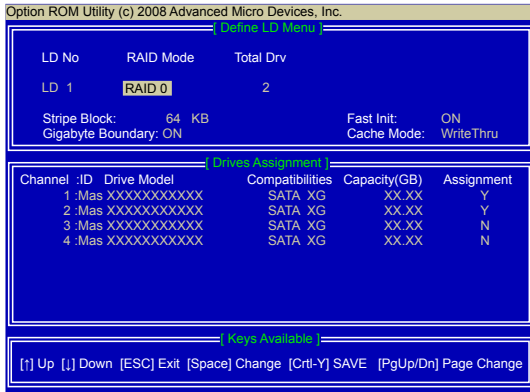 Option ROM Utility (c) 2008 Advanced Micro Devices, Inc.
[ Define LD Menu ]
LD No RAID Mode Total Drv
LD 1 RAID 0 2
Stripe Block: 64 KB Fast Init: ON
Gigabyte Boundary: ON Cache Mode: WriteThru
[ Drives Assignment ]
Channel :ID Drive Model Compatibilities Capacity(GB) Assignment
1 :Mas XXXXXXXXXXX SATA XG XX.XX Y
2 :Mas XXXXXXXXXXX SATA XG XX.XX Y
3 :Mas XXXXXXXXXXX SATA XG XX.XX N
4 :Mas XXXXXXXXXXX SATA XG XX.XX N
[ Keys Available ]
[↑] Up [↓] Down [ESC] Exit [Space] Change [Crtl-Y] SAVE [PgUp/Dn] Page Change